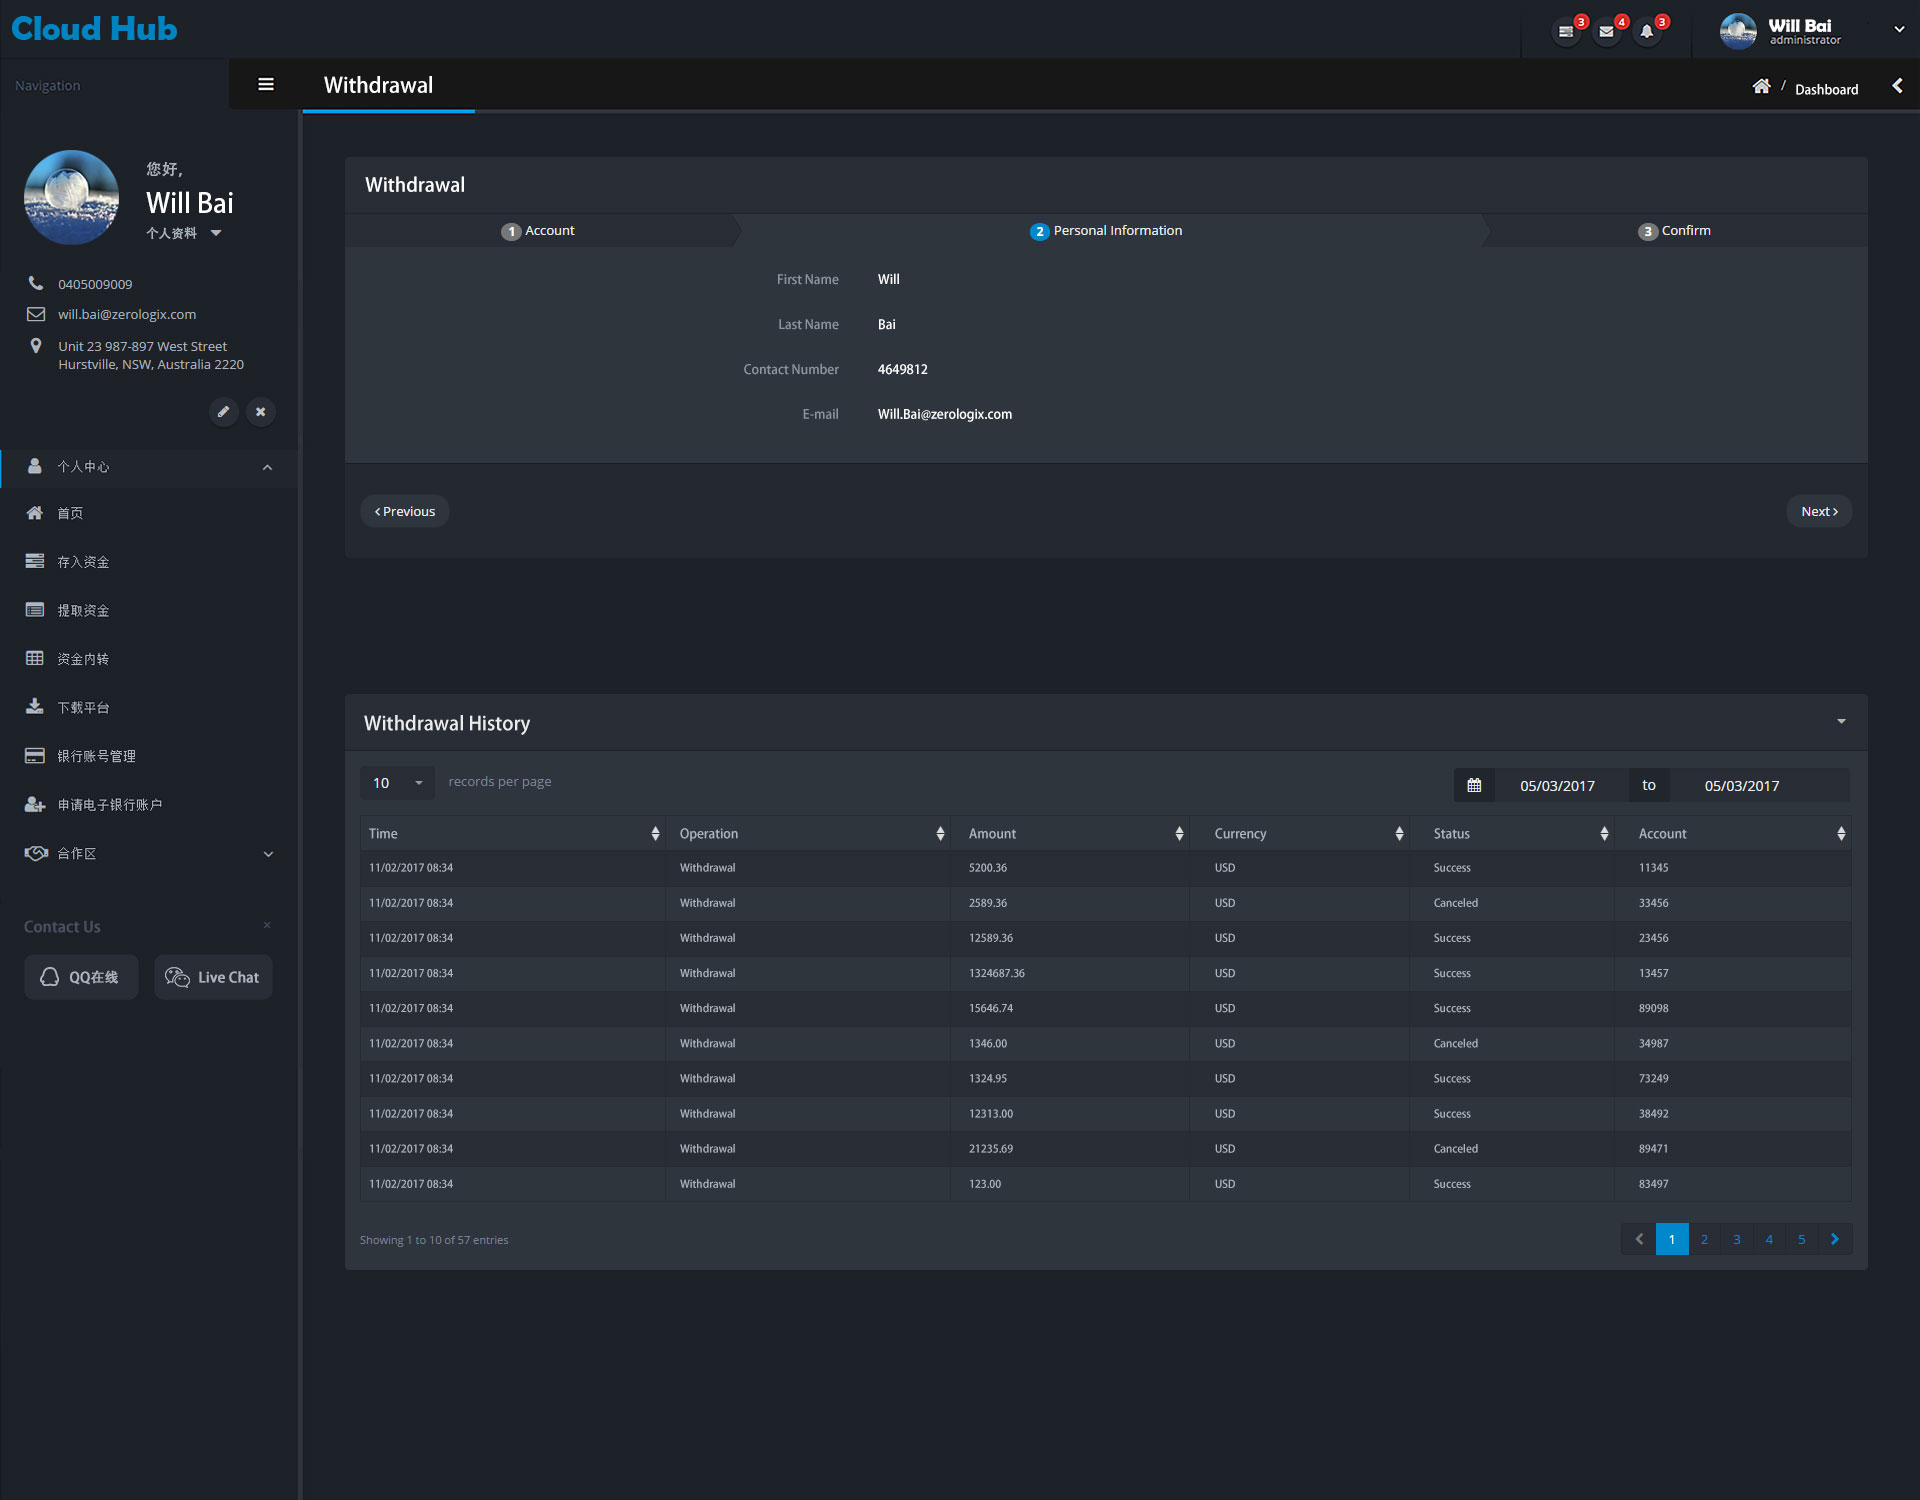 Cloud Hub
3
4
3
Will Bai
administrator
Navigation
Withdrawal
/ Dashboard
您好,
Will Bai
个人资料
0405009009
will.bai@zerologix.com
Unit 23 987-897 West Street
Hurstville, NSW, Australia 2220
个人中心
首页
存入资金
提取资金
资金内转
下载平台
银行账号管理
申请电子银行账户
合作区
Contact Us
×
QQ在线
Live Chat
Withdrawal
1 Account
2 Personal Information
3 Confirm
First Name Will
Last Name Bai
Contact Number 4649812
E-mail Will.Bai@zerologix.com
‹ Previous
Next ›
Withdrawal History
10 records per page
05/03/2017 to 05/03/2017
Time Operation Amount Currency Status Account
11/02/2017 08:34 Withdrawal 5200.36 USD Success 11345
11/02/2017 08:34 Withdrawal 2589.36 USD Canceled 33456
11/02/2017 08:34 Withdrawal 12589.36 USD Success 23456
11/02/2017 08:34 Withdrawal 1324687.36 USD Success 13457
11/02/2017 08:34 Withdrawal 15646.74 USD Success 89098
11/02/2017 08:34 Withdrawal 1346.00 USD Canceled 34987
11/02/2017 08:34 Withdrawal 1324.95 USD Success 73249
11/02/2017 08:34 Withdrawal 12313.00 USD Success 38492
11/02/2017 08:34 Withdrawal 21235.69 USD Canceled 89471
11/02/2017 08:34 Withdrawal 123.00 USD Success 83497
Showing 1 to 10 of 57 entries
1 2 3 4 5